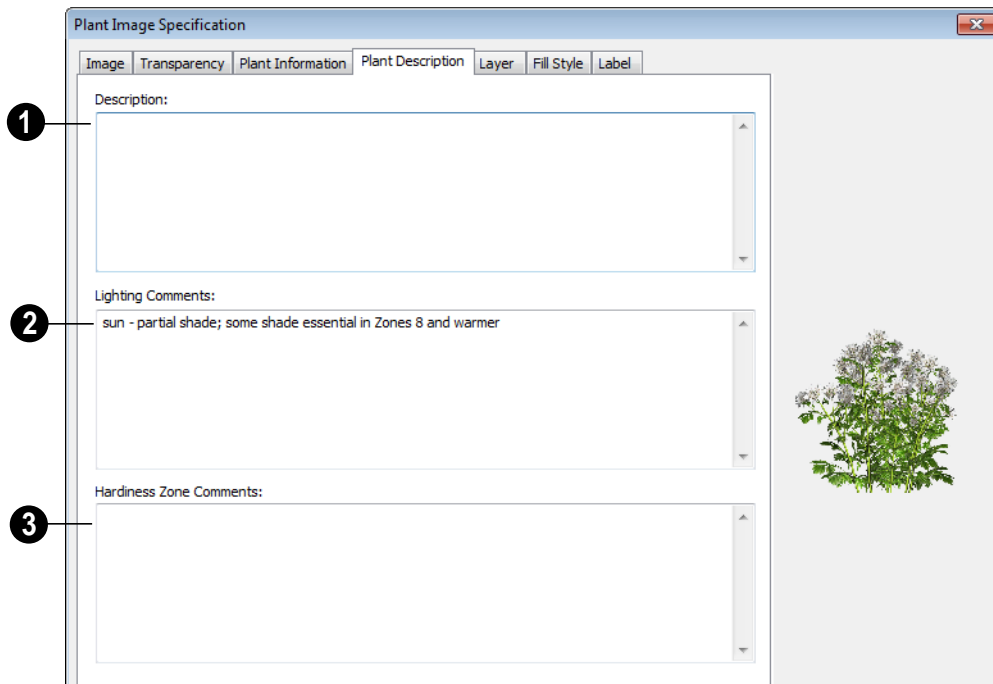 Plant Image Specification
Image Transparency Plant Information Plant Description Layer Fill Style Label
Description:
1
Lighting Comments:
2
sun - partial shade; some shade essential in Zones 8 and warmer
Hardiness Zone Comments:
3